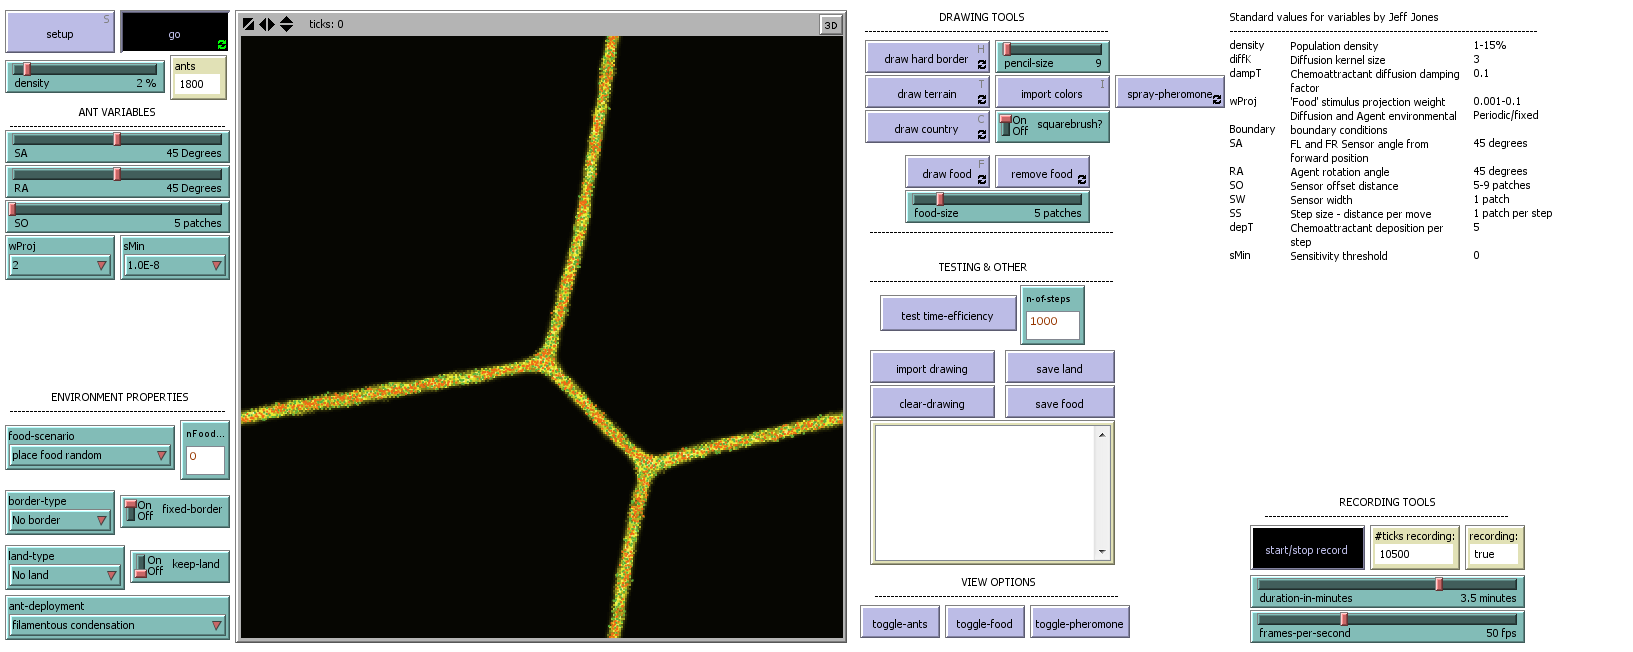 S
setup
go
density
2 %
ants
1800
ANT VARIABLES
SA
45 Degrees
RA
45 Degrees
SO
5 patches
wProj
2
sMin
1.0E-8
ENVIRONMENT PROPERTIES
food-scenario
place food random
nFood...
0
border-type
No border
On
Off
fixed-border
land-type
No land
On
Off
keep-land
ant-deployment
filamentous condensation
ticks: 0
3D
DRAWING TOOLS
H
draw hard border
pencil-size
9
T
draw terrain
I
import colors
spray-pheromone
C
draw country
On
Off
squarebrush?
F
draw food
remove food
food-size
5 patches
TESTING & OTHER
test time-efficiency
n-of-steps
1000
import drawing
save land
clear-drawing
save food
VIEW OPTIONS
toggle-ants
toggle-food
toggle-pheromone
Standard values for variables by Jeff Jones
density Population density 1-15%
diffK Diffusion kernel size 3
dampT Chemoattractant diffusion damping 0.1
factor
wProj 'Food' stimulus projection weight 0.001-0.1
Diffusion and Agent environmental Periodic/fixed
Boundary boundary conditions
SA FL and FR Sensor angle from 45 degrees
forward position
RA Agent rotation angle 45 degrees
SO Sensor offset distance 5-9 patches
SW Sensor width 1 patch
SS Step size - distance per move 1 patch per step
depT Chemoattractant deposition per 5
step
sMin Sensitivity threshold 0
RECORDING TOOLS
start/stop record
#ticks recording:
10500
recording:
true
duration-in-minutes
3.5 minutes
frames-per-second
50 fps